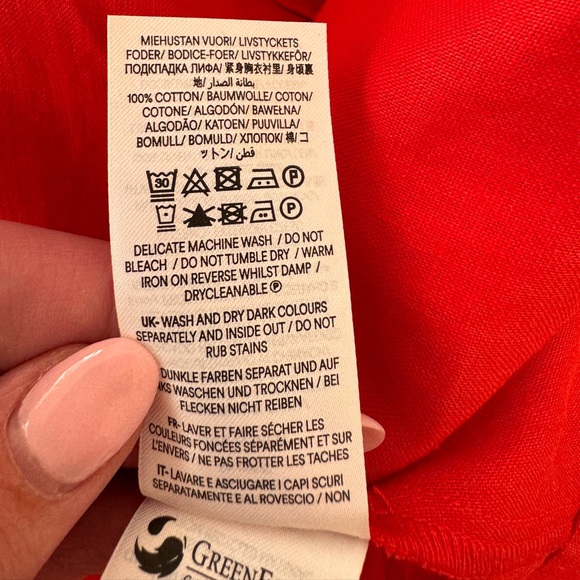 MIEHUSTAN VUORI/ LIVSTYCKETS
FODER/ BODICE-FOER/ LIVSTYKKEFÔR/
ПОДКЛАДКА ЛИФА/ 紧身胸衣衬里/ 身頃裏
地/ بطانة الصدار/
100% COTTON/ BAUMWOLLE/ COTON/
COTONE/ ALGODÓN/ BAWEŁNA/
ALGODÃO/ KATOEN/ PUUVILLA/
BOMULL/ BOMULD/ ХЛОПОК/ 棉/ コ
ットン/ قطن/
30 P
P
DELICATE MACHINE WASH / DO NOT
BLEACH / DO NOT TUMBLE DRY / WARM
IRON ON REVERSE WHILST DAMP /
DRYCLEANABLE Ⓟ
UK- WASH AND DRY DARK COLOURS
SEPARATELY AND INSIDE OUT / DO NOT
RUB STAINS
DUNKLE FARBEN SEPARAT UND AUF
WASCHEN UND TROCKNEN / BEI
FLECKEN NICHT REIBEN
FR- LAVER ET FAIRE SÉCHER LES
COULEURS FONCÉES SÉPARÉMENT ET SUR
L'ENVERS / NE PAS FROTTER LES TACHES
IT- LAVARE E ASCIUGARE I CAPI SCURI
SEPARATAMENTE E AL ROVESCIO / NON